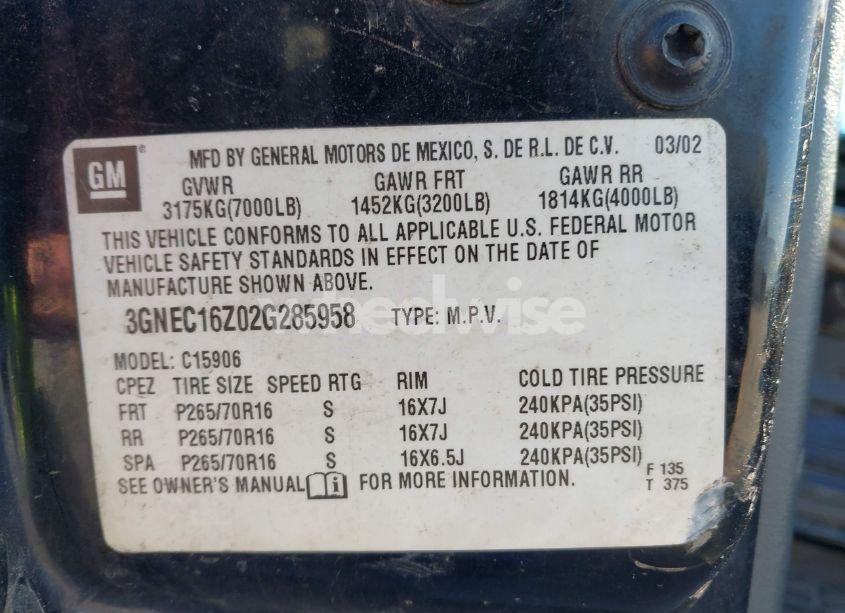 GM
MFD BY GENERAL MOTORS DE MEXICO, S. DE R.L. DE C.V. 03/02
GVWR GAWR FRT GAWR RR
3175KG(7000LB) 1452KG(3200LB) 1814KG(4000LB)
THIS VEHICLE CONFORMS TO ALL APPLICABLE U.S. FEDERAL MOTOR
VEHICLE SAFETY STANDARDS IN EFFECT ON THE DATE OF
MANUFACTURE SHOWN ABOVE.
wheelwise
3GNEC16Z02G285958 TYPE: M.P.V.
MODEL: C15906
CPEZ TIRE SIZE SPEED RTG RIM COLD TIRE PRESSURE
FRT P265/70R16 S 16X7J 240KPA(35PSI)
RR P265/70R16 S 16X7J 240KPA(35PSI)
SPA P265/70R16 S 16X6.5J 240KPA(35PSI)
SEE OWNER'S MANUAL i FOR MORE INFORMATION.
F 135
T 375